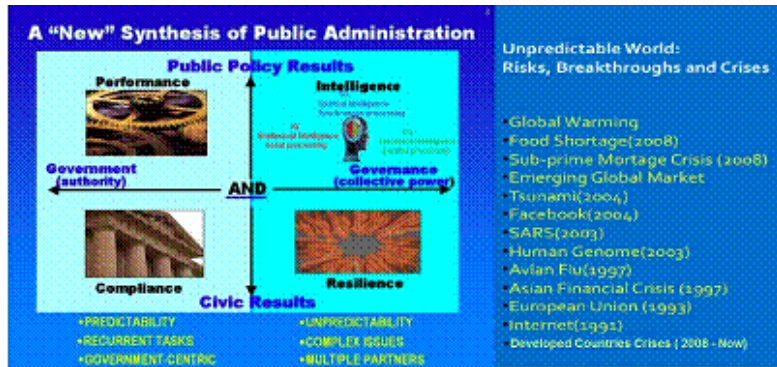 A “New” Synthesis of Public Administration
Public Policy Results
Performance
Intelligence
Government
(authority)
AND
Governance
(collective power)
Compliance
Resilience
Civic Results
•PREDICTABILITY
•RECURRENT TASKS
•GOVERNMENT-CENTRIC
•UNPREDICTABILITY
•COMPLEX ISSUES
•MULTIPLE PARTNERS
Unpredictable World:
Risks, Breakthroughs and Crises
•Global Warming
•Food Shortage(2008)
•Sub-prime Mortage Crisis (2008)
•Emerging Global Market
•Tsunami(2004)
•Facebook(2004)
•SARS(2003)
•Human Genome(2003)
•Avian Flu(1997)
•Asian Financial Crisis (1997)
•European Union (1993)
•Internet(1991)
•Developed Countries Crises ( 2008 - Now)